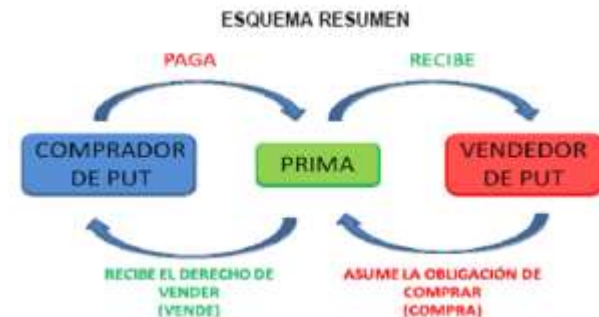 ESQUEMA RESUMEN
PAGA
RECIBE
COMPRADOR
DE PUT
PRIMA
VENDEDOR
DE PUT
RECIBE EL DERECHO DE
VENDER
(VENDE)
ASUME LA OBLIGACIÓN DE
COMPRAR
(COMPRA)